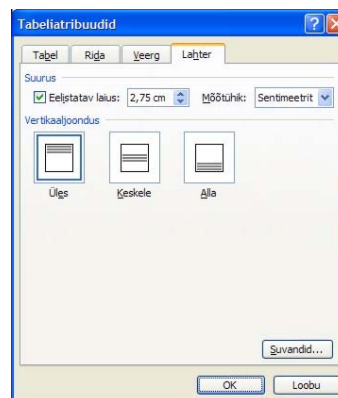 Tabeliatribuudid
Tabel Rida Veerg Lahter
Suurus
Eelistatav laius: 2,75 cm Mõõtühik: Sentimeetrit
Vertikaaljoondus
Üles Keskele Alla
Suvandid...
OK Loobu